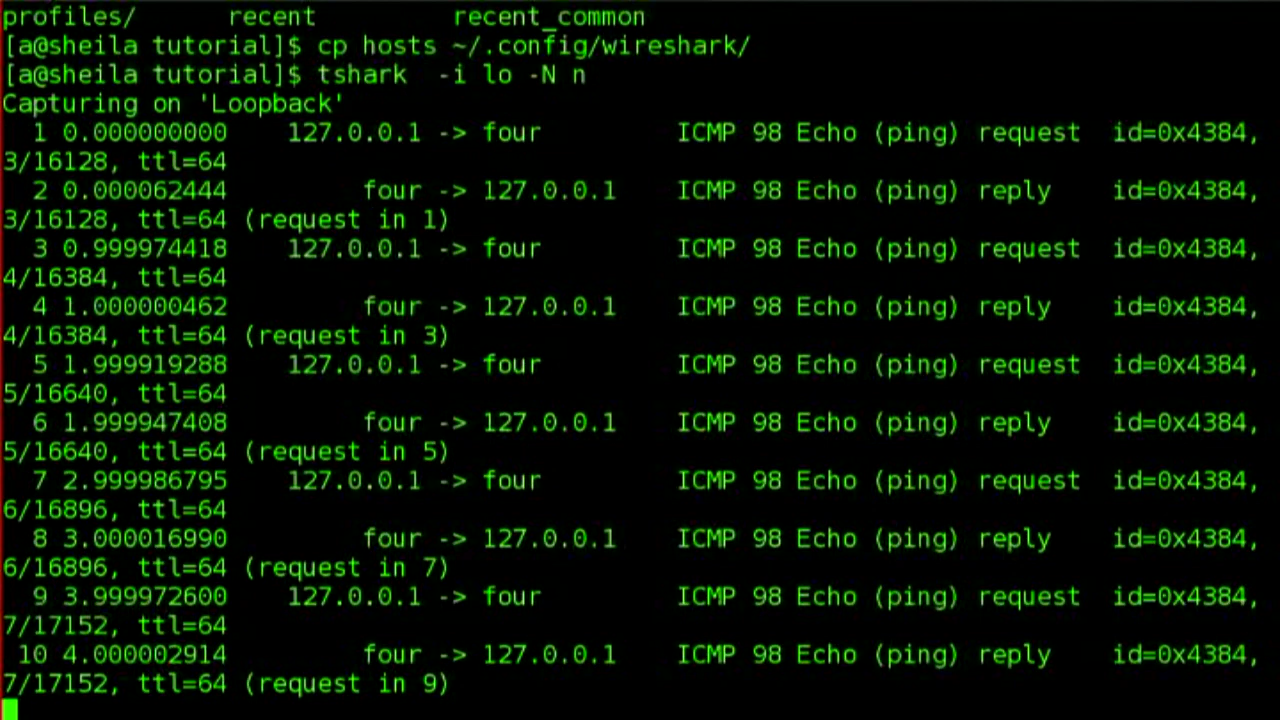 profiles/ recent recent_common
[a@sheila tutorial]$ cp hosts ~/.config/wireshark/
[a@sheila tutorial]$ tshark -i lo -N n
Capturing on 'Loopback'
1 0.000000000 127.0.0.1 -> four ICMP 98 Echo (ping) request id=0x4384,
3/16128, ttl=64
2 0.000062444 four -> 127.0.0.1 ICMP 98 Echo (ping) reply id=0x4384,
3/16128, ttl=64 (request in 1)
3 0.999974418 127.0.0.1 -> four ICMP 98 Echo (ping) request id=0x4384,
4/16384, ttl=64
4 1.000000462 four -> 127.0.0.1 ICMP 98 Echo (ping) reply id=0x4384,
4/16384, ttl=64 (request in 3)
5 1.999919288 127.0.0.1 -> four ICMP 98 Echo (ping) request id=0x4384,
5/16640, ttl=64
6 1.999947408 four -> 127.0.0.1 ICMP 98 Echo (ping) reply id=0x4384,
5/16640, ttl=64 (request in 5)
7 2.999986795 127.0.0.1 -> four ICMP 98 Echo (ping) request id=0x4384,
6/16896, ttl=64
8 3.000016990 four -> 127.0.0.1 ICMP 98 Echo (ping) reply id=0x4384,
6/16896, ttl=64 (request in 7)
9 3.999972600 127.0.0.1 -> four ICMP 98 Echo (ping) request id=0x4384,
7/17152, ttl=64
10 4.000002914 four -> 127.0.0.1 ICMP 98 Echo (ping) reply id=0x4384,
7/17152, ttl=64 (request in 9)